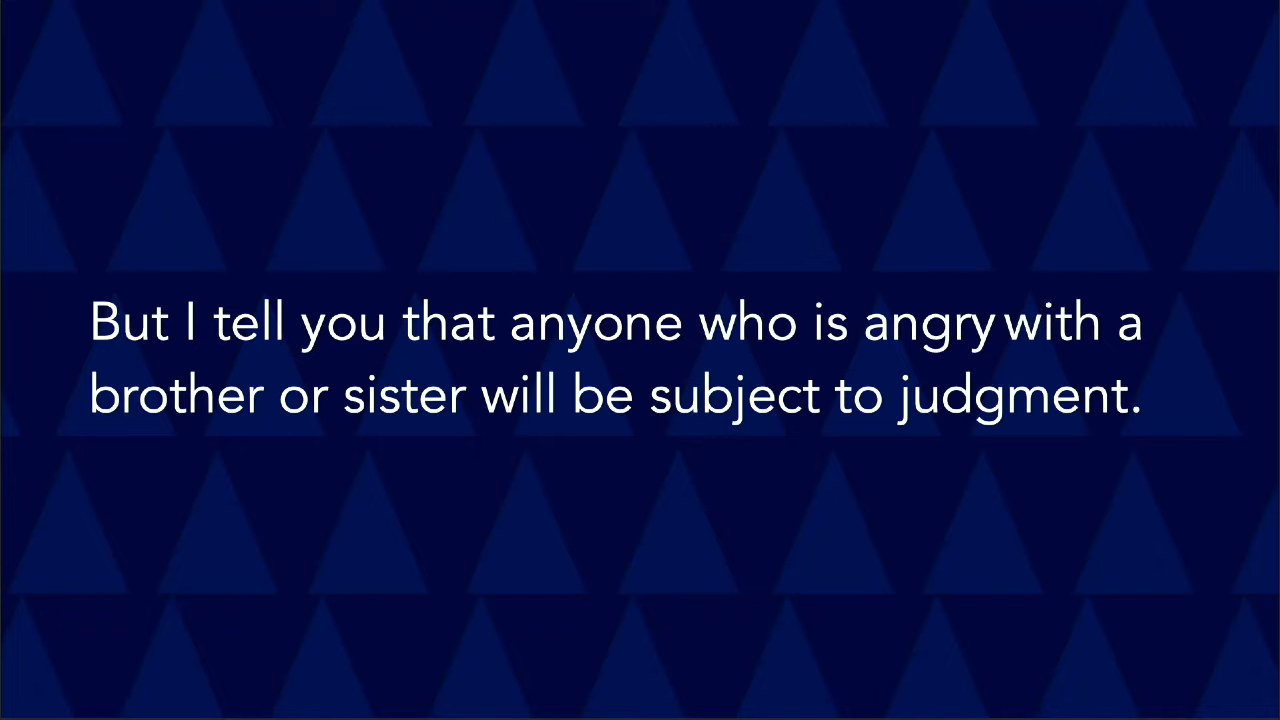 But I tell you that anyone who is angry with a
brother or sister will be subject to judgment.